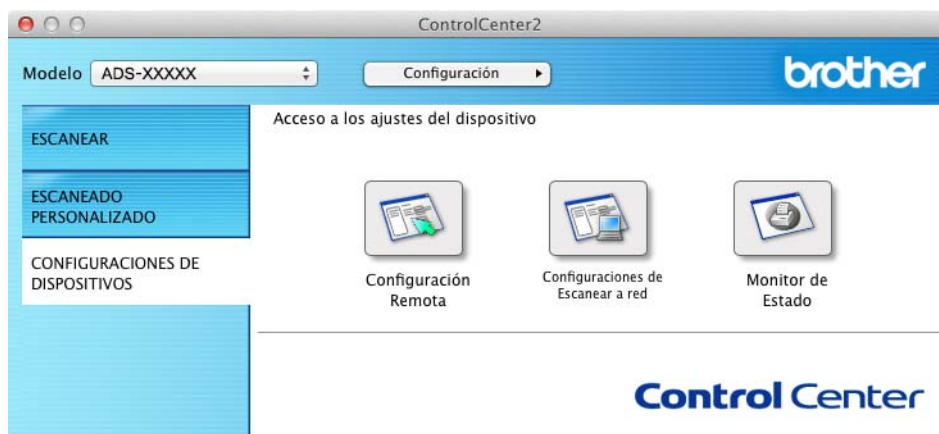 ControlCenter2
Modelo ADS-XXXXX Configuración brother
ESCANEAR
ESCANEADO
PERSONALIZADO
CONFIGURACIONES DE
DISPOSITIVOS
Acceso a los ajustes del dispositivo
Configuración
Remota
Configuraciones de
Escanear a red
Monitor de
Estado
Control Center